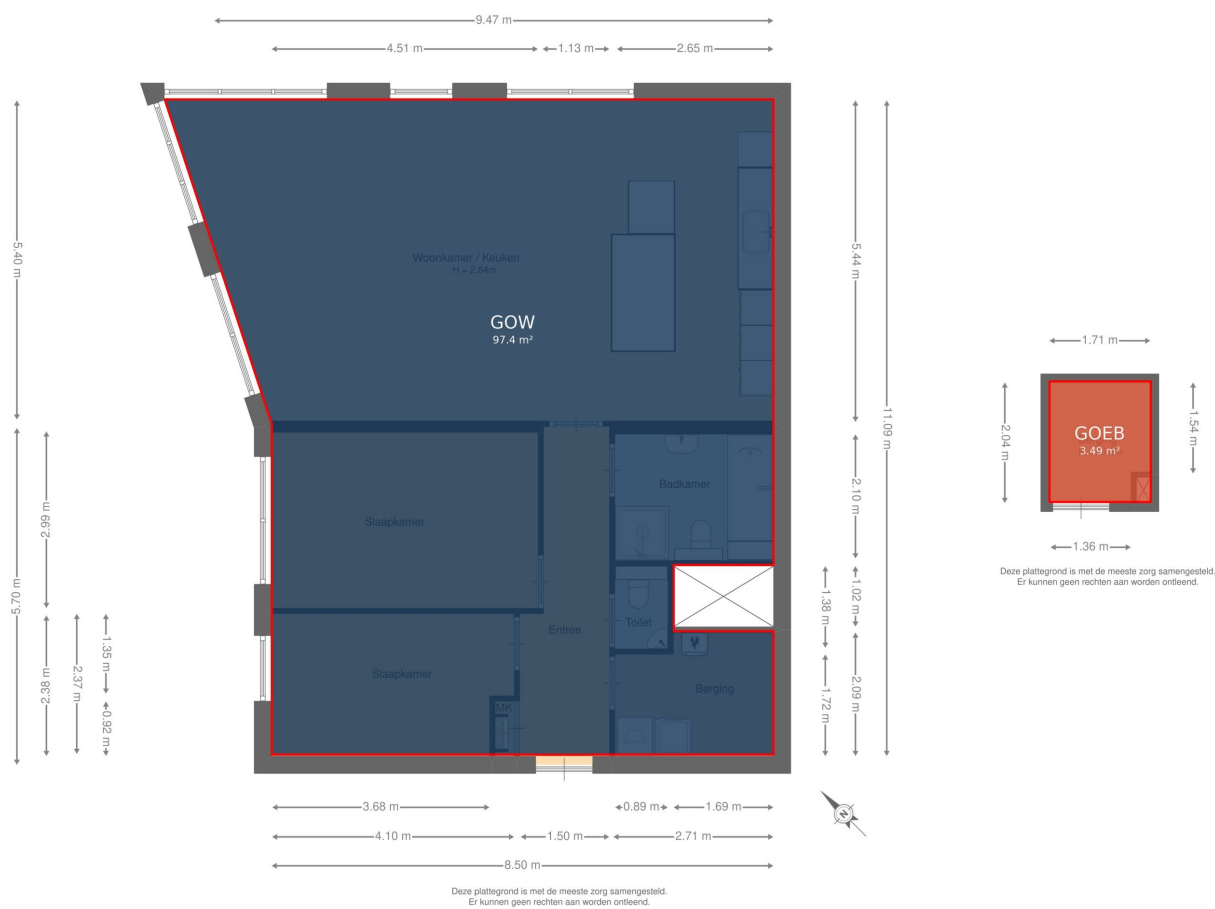 9.47 m
4.51 m
1.13 m
2.65 m
5.40 m
5.70 m
2.99 m
2.38 m
2.37 m
1.35 m
0.92 m
Woonkamer / Keuken
H = 2.64m
GOW
97.4 m²
Slaapkamer
Badkamer
Toilet
Entree
Slaapkamer
Berging
MK
5.44 m
11.09 m
2.10 m
1.38 m
1.02 m
1.72 m
2.09 m
3.68 m
0.89 m
1.69 m
4.10 m
1.50 m
2.71 m
8.50 m
N
Deze plattegrond is met de meeste zorg samengesteld.
Er kunnen geen rechten aan worden ontleend.
1.71 m
2.04 m
1.54 m
GOEB
3.49 m²
1.36 m
Deze plattegrond is met de meeste zorg samengesteld.
Er kunnen geen rechten aan worden ontleend.